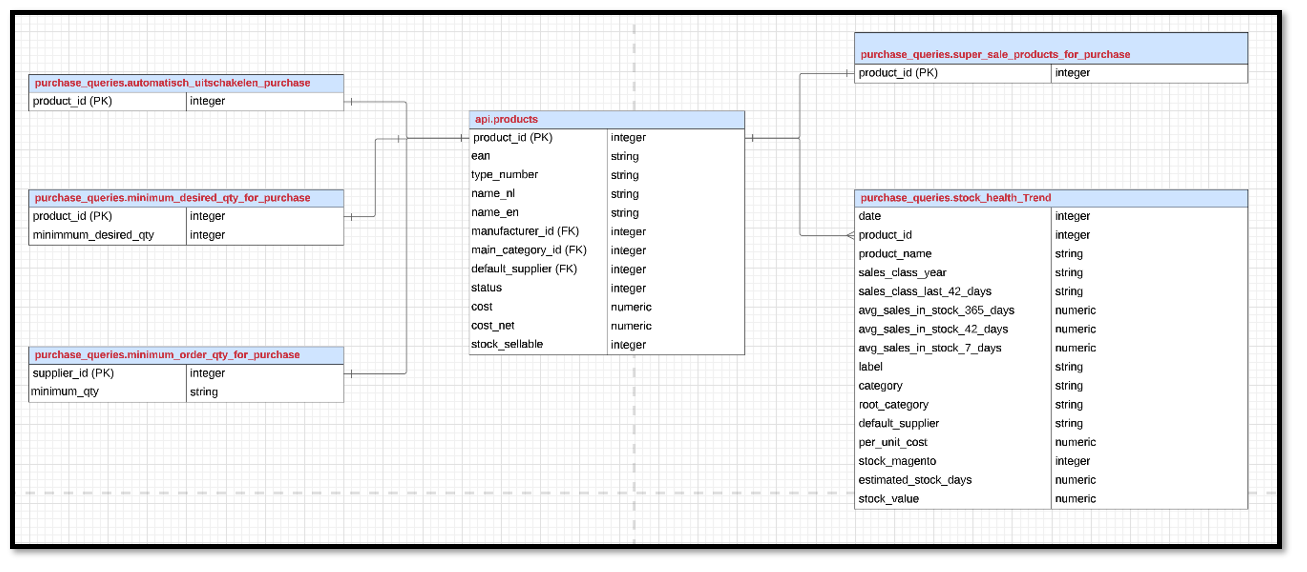 purchase_queries.automatisch_uitschakelen_purchase
product_id (PK) integer
purchase_queries.minimum_desired_qty_for_purchase
product_id (PK) integer
minimmum_desired_qty integer
purchase_queries.minimum_order_qty_for_purchase
supplier_id (PK) integer
minimum_qty string
api.products
product_id (PK) integer
ean string
type_number string
name_nl string
name_en string
manufacturer_id (FK) integer
main_category_id (FK) integer
default_supplier (FK) integer
status integer
cost numeric
cost_net numeric
stock_sellable integer
purchase_queries.super_sale_products_for_purchase
product_id (PK) integer
purchase_queries.stock_health_Trend
date integer
product_id integer
product_name string
sales_class_year string
sales_class_last_42_days string
avg_sales_in_stock_365_days numeric
avg_sales_in_stock_42_days numeric
avg_sales_in_stock_7_days numeric
label string
category string
root_category string
default_supplier string
per_unit_cost numeric
stock_magento integer
estimated_stock_days numeric
stock_value numeric